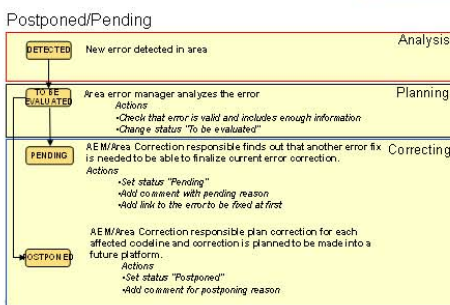 Postponed/Pending
Analysis
DETECTED
New error detected in area
Planning
TO BE
EVALUATED
Area error manager analyzes the error
Actions
•Check that error is valid and includes enough information
•Change status "To be evaluated"
Correcting
PENDING
AEM/Area Correction responsible finds out that another error fix
is needed to be able to finalize current error correction.
Actions
•Set status "Pending"
•Add comment with pending reason
•Add link to the error to be fixed at first
POSTPONED
AEM/Area Correction responsible plan correction for each
affected codeline and correction is planned to be made into a
future platform.
Actions
•Set status "Postponed"
•Add comment for postponing reason